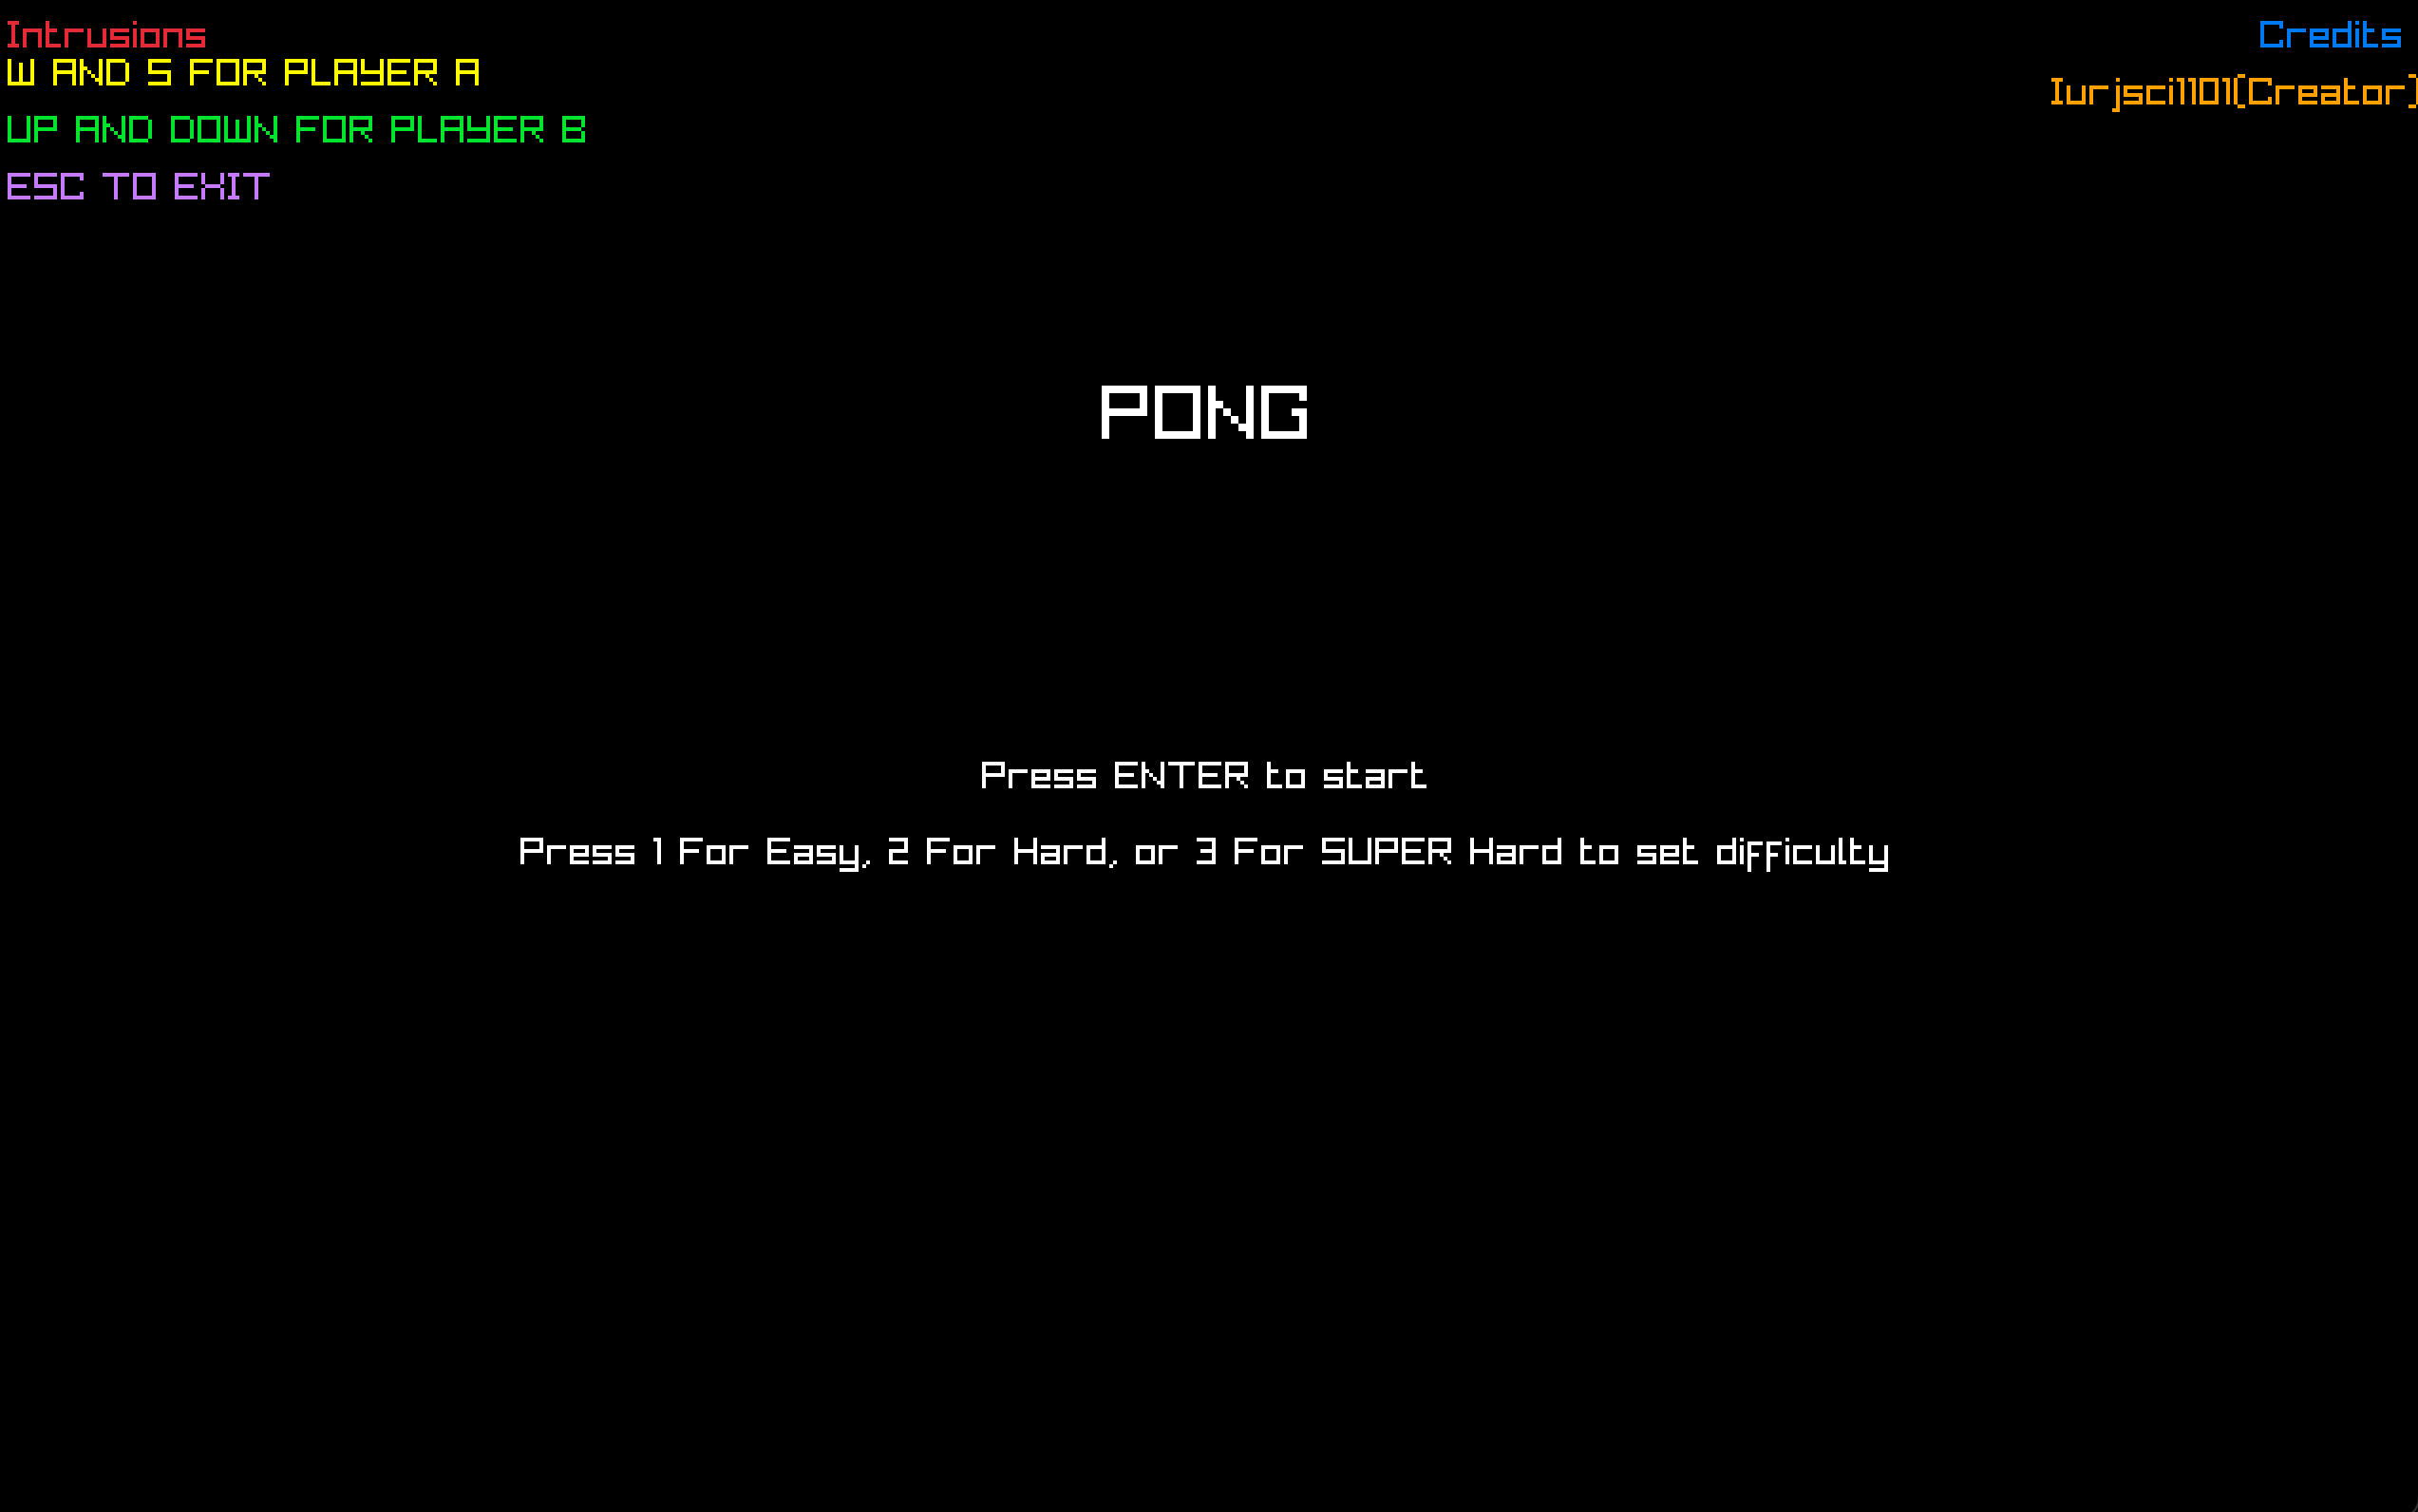 Intrusions
Credits
W AND S FOR PLAYER A
Iurjsci1101(Creator)
UP AND DOWN FOR PLAYER B
ESC TO EXIT
PONG
Press ENTER to start
Press 1 For Easy, 2 For Hard, or 3 For SUPER Hard to set difficulty